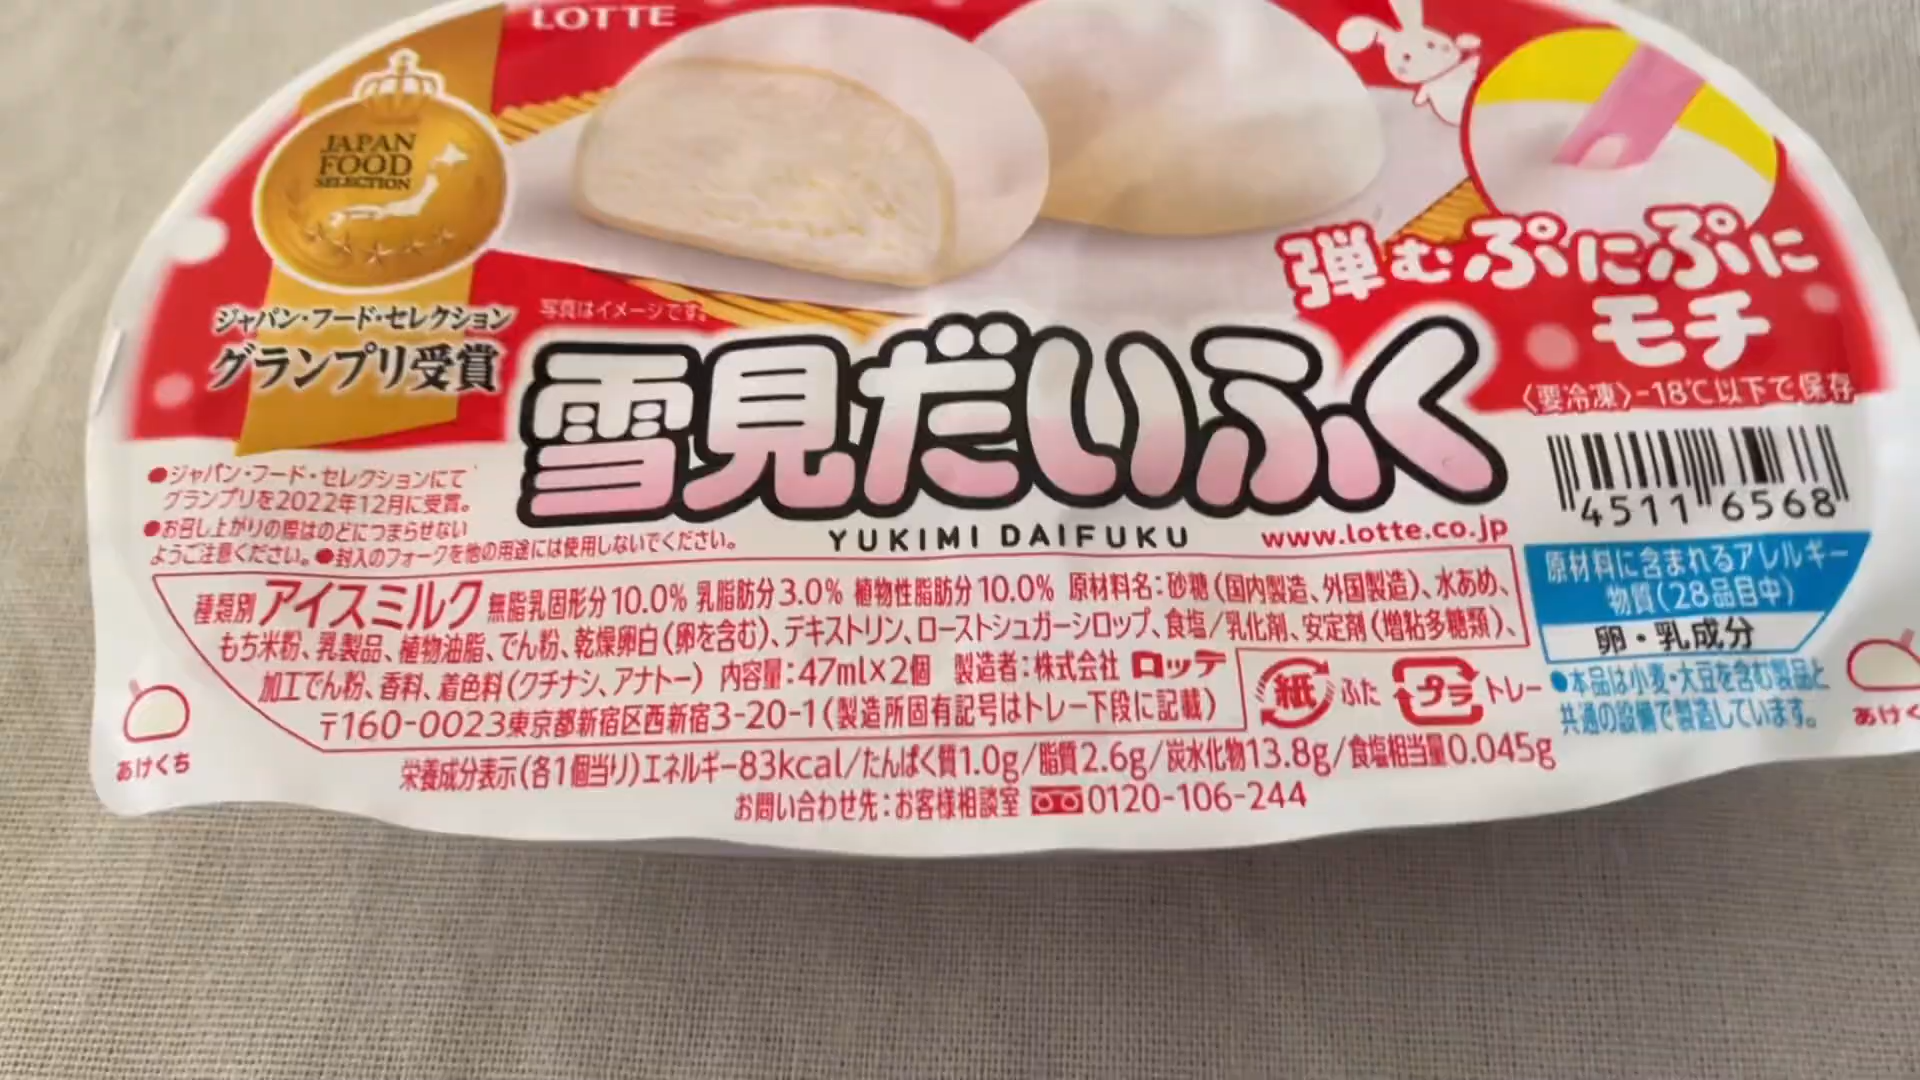 LOTTE
JAPAN
FOOD
SELECTION
ジャパン・フード・セレクション
グランプリ受賞
写真はイメージです。
弾むぷにぷに
モチ
〈要冷凍〉-18℃以下で保存
雪見だいふく
YUKIMI DAIFUKU
www.lotte.co.jp
4511 6568
●ジャパン・フード・セレクションにて
グランプリを2022年12月に受賞。
●お召し上がりの際はのどにつまらせない
ようご注意ください。●封入のフォークを他の用途には使用しないでください。
種類別 アイスミルク 無脂乳固形分10.0% 乳脂肪分3.0% 植物性脂肪分10.0% 原材料名:砂糖(国内製造、外国製造)、水あめ、
もち米粉、乳製品、植物油脂、でん粉、乾燥卵白(卵を含む)、デキストリン、ローストシュガーシロップ、食塩/乳化剤、安定剤(増粘多糖類)、
加工でん粉、香料、着色料(クチナシ、アナトー) 内容量:47ml×2個 製造者:株式会社 ロッテ
〒160-0023東京都新宿区西新宿3-20-1(製造所固有記号はトレー下段に記載)
紙 ふた プラ トレー
原材料に含まれるアレルギー
物質(28品目中)
卵・乳成分
●本品は小麦・大豆を含む製品と
共通の設備で製造しています。
あけくち
あけく
栄養成分表示(各1個当り)エネルギー83kcal/たんぱく質1.0g/脂質2.6g/炭水化物13.8g/食塩相当量0.045g
お問い合わせ先:お客様相談室 0120-106-244